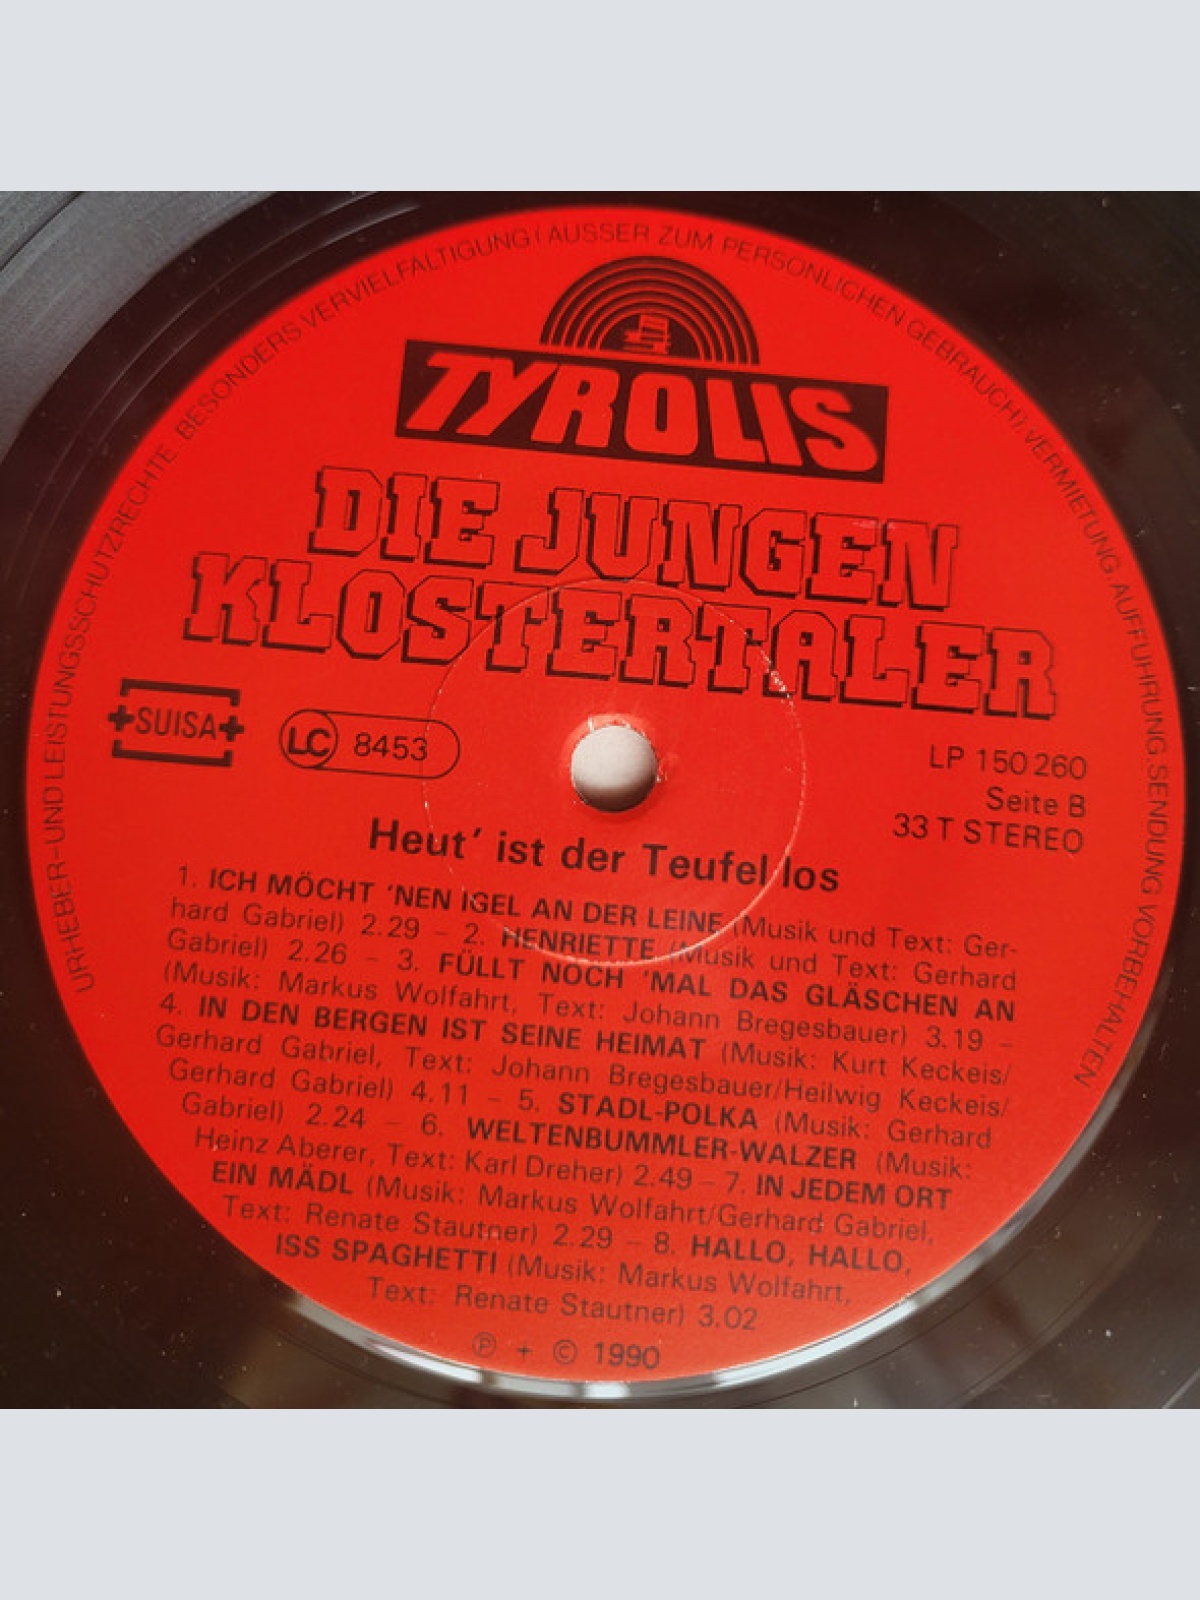 URHEBER-UND LEISTUNGSSCHUTZRECHTE BESONDERS VERVIELFALTIGUNG (AUSSER ZUM PERSONLICHEN GEBRAUCH), VERMIETUNG. AUFFUHRUNG. SENDUNG VORBEHALTEN
TYROLIS
DIE JUNGEN
KLOSTERTALER
SUISA
LC 8453
LP 150 260
Seite B
33 T STEREO
Heut' ist der Teufel los
1. ICH MÖCHT 'NEN IGEL AN DER LEINE (Musik und Text: Ger-
hard Gabriel) 2.29 – 2. HENRIETTE (Musik und Text: Gerhard
Gabriel) 2.26 – 3. FÜLLT NOCH 'MAL DAS GLÄSCHEN AN
(Musik: Markus Wolfahrt, Text: Johann Bregesbauer) 3.19 –
4. IN DEN BERGEN IST SEINE HEIMAT (Musik: Kurt Keckeis/
Gerhard Gabriel, Text: Johann Bregesbauer/Heilwig Keckeis/
Gerhard Gabriel) 4.11 – 5. STADL-POLKA (Musik: Gerhard
Gabriel) 2.24 – 6. WELTENBUMMLER-WALZER (Musik:
Heinz Aberer, Text: Karl Dreher) 2.49 – 7. IN JEDEM ORT
EIN MÄDL (Musik: Markus Wolfahrt/Gerhard Gabriel,
Text: Renate Stautner) 2.29 – 8. HALLO, HALLO,
ISS SPAGHETTI (Musik: Markus Wolfahrt,
Text: Renate Stautner) 3.02
Ⓟ + © 1990